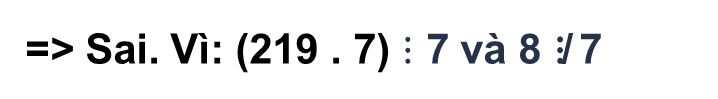 => Sai. Vì: (219 . 7) ⋮ 7 và 8 ⋮̸ 7